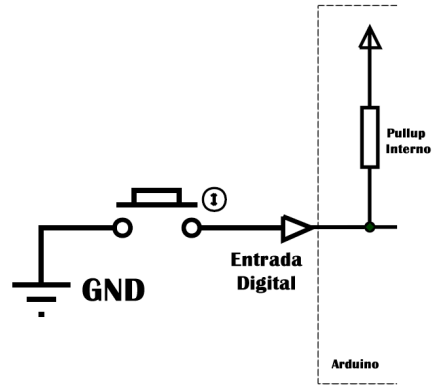 Pullup
Interno
1
Entrada
Digital
GND
Arduino